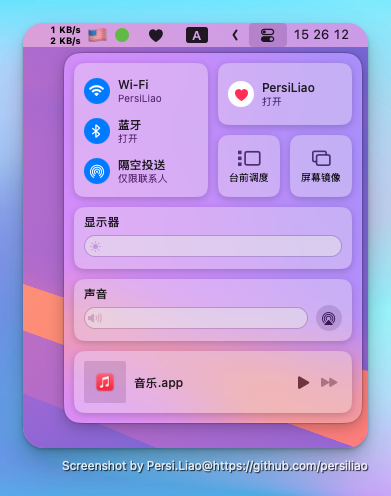 1 KB/s
2 KB/s
A
15 26 12
Wi-Fi
PersiLiao
蓝牙
打开
隔空投送
仅限联系人
PersiLiao
打开
台前调度
屏幕镜像
显示器
声音
音乐.app
Screenshot by Persi.Liao@https://github.com/persiliao